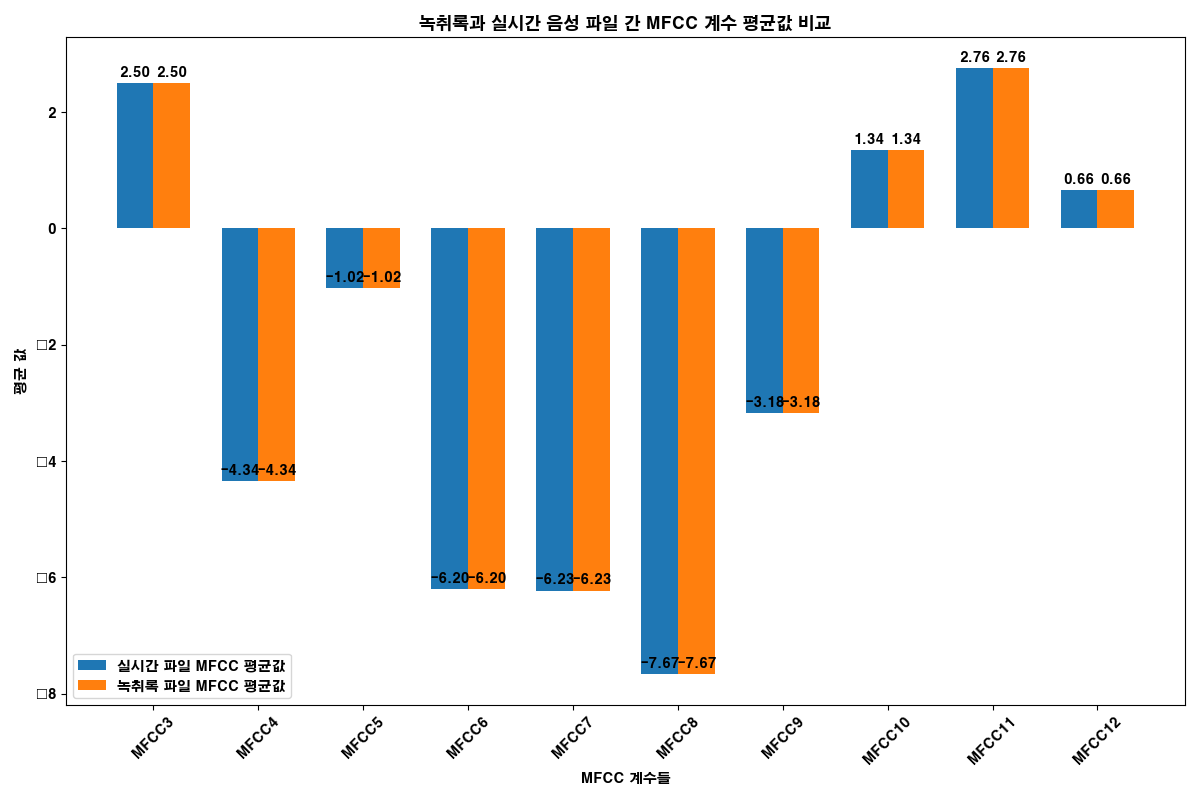 녹취록과 실시간 음성 파일 간 MFCC 계수 평균값 비교
2.50 2.50
−4.34 −4.34
−1.02 −1.02
−6.20 −6.20
−6.23 −6.23
−7.67 −7.67
−3.18 −3.18
1.34 1.34
2.76 2.76
0.66 0.66
평균 값
2
0
□2
□4
□6
□8
실시간 파일 MFCC 평균값
녹취록 파일 MFCC 평균값
MFCC3
MFCC4
MFCC5
MFCC6
MFCC7
MFCC8
MFCC9
MFCC10
MFCC11
MFCC12
MFCC 계수들